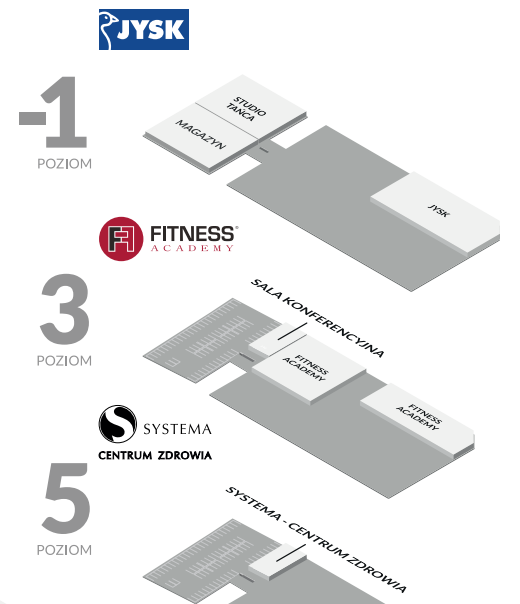 JYSK
-1
POZIOM
STUDIO
TAŃCA
MAGAZYN
JYSK
FITNESS
ACADEMY
3
POZIOM
SALA KONFERENCYJNA
FITNESS
ACADEMY
FITNESS
ACADEMY
SYSTEMA
CENTRUM ZDROWIA
5
POZIOM
SYSTEMA - CENTRUM ZDROWIA